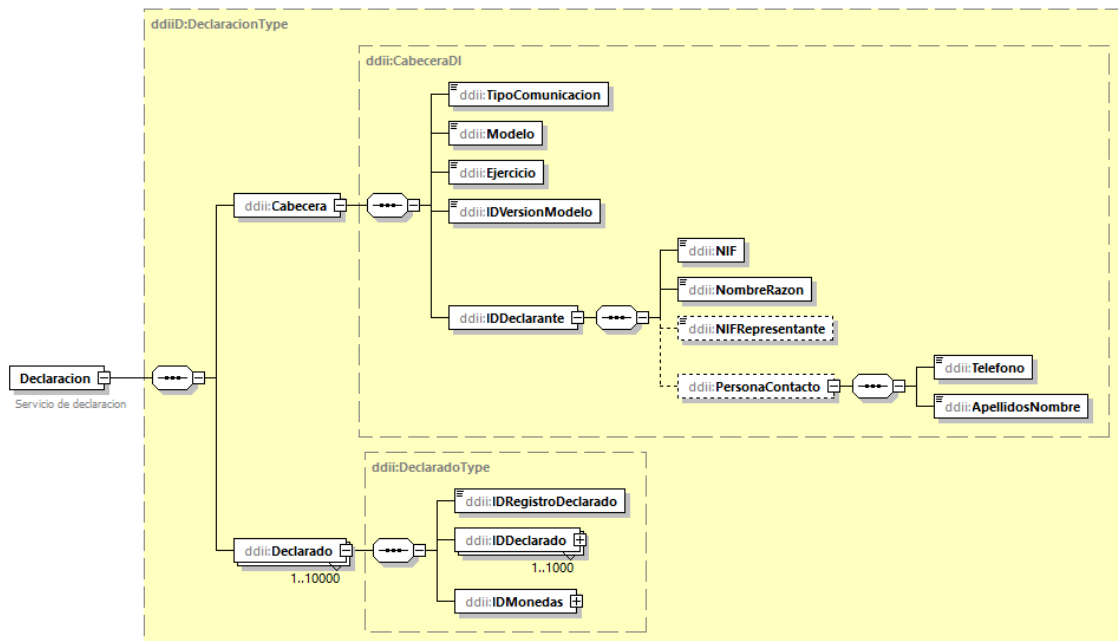 ddiiD:DeclaracionType
ddii:CabeceraDI
ddii:TipoComunicacion
ddii:Modelo
ddii:Ejercicio
ddii:Cabecera
ddii:IDVersionModelo
ddii:NIF
ddii:NombreRazon
ddii:IDDeclarante
ddii:NIFRepresentante
Declaracion
Servicio de declaracion
ddii:PersonaContacto
ddii:Telefono
ddii:ApellidosNombre
ddii:DeclaradoType
ddii:IDRegistroDeclarado
ddii:Declarado
1..10000
ddii:IDDeclarado
1..1000
ddii:IDMonedas